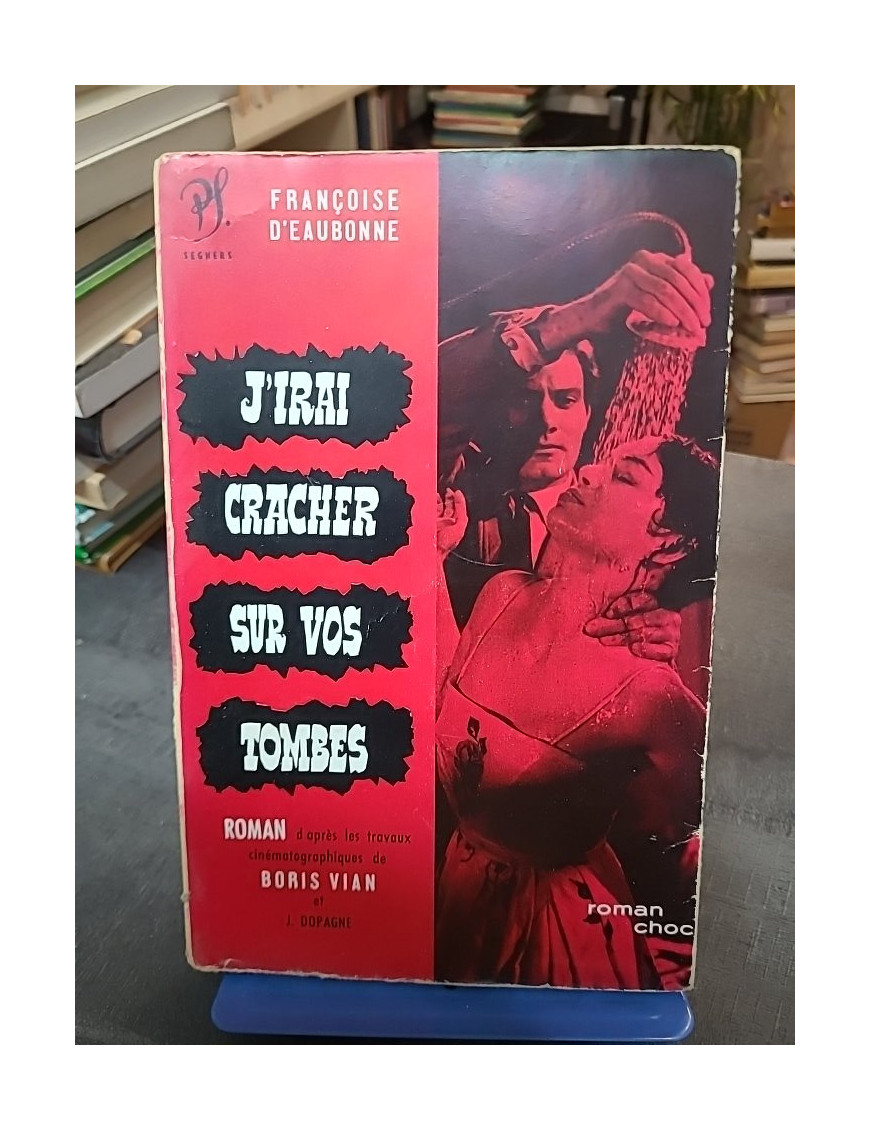 PS.
SEGHERS
FRANÇOISE
D'EAUBONNE
J'IRAI
CRACHER
SUR VOS
TOMBES
ROMAN d'après les travaux
cinématographiques de
BORIS VIAN
et
J. DOPAGNE
roman
choc